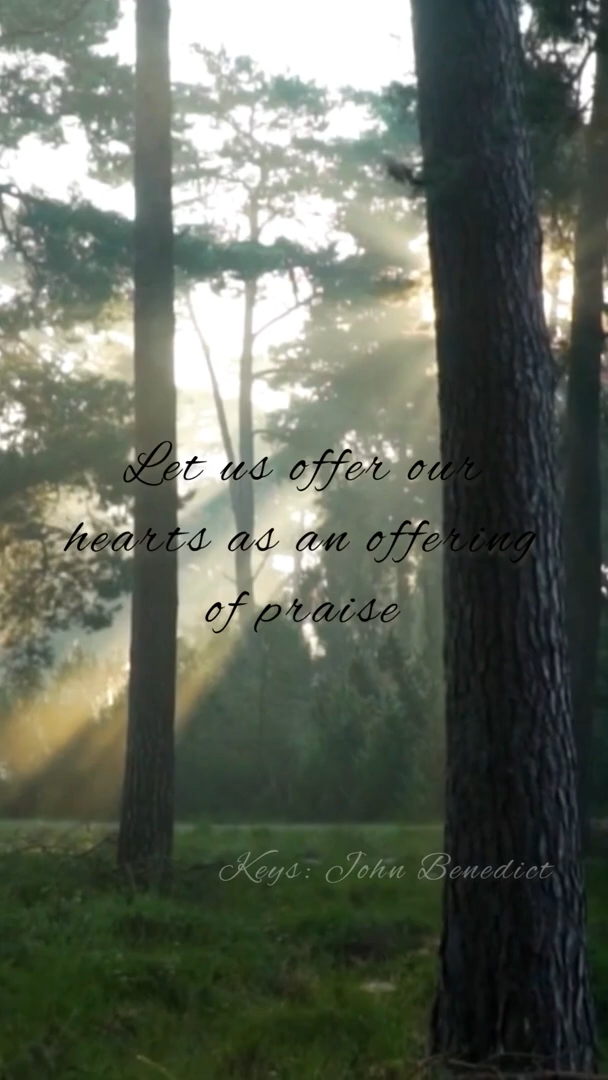 Let us offer our
hearts as an offering
of praise
Keys: John Benedict